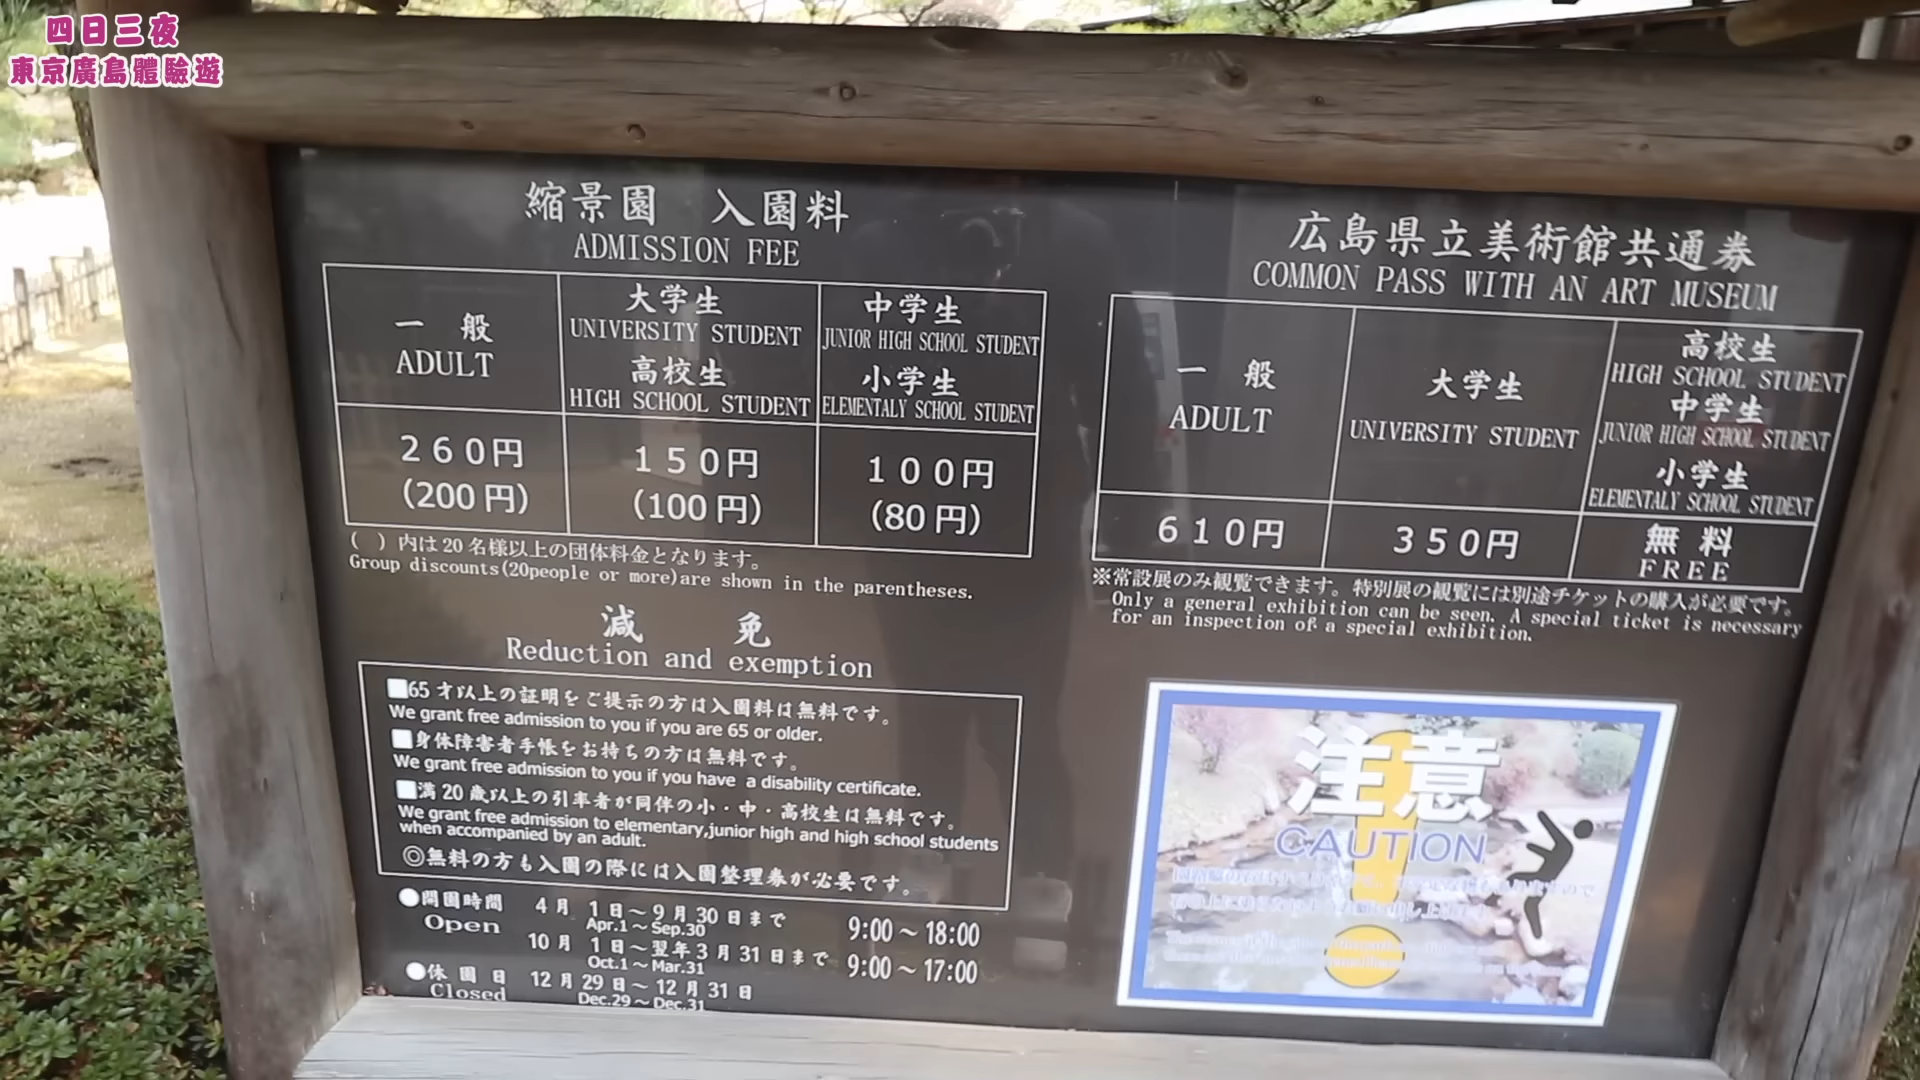 四日三夜
東京廣島體驗遊
縮景園 入園料
ADMISSION FEE
一般
ADULT
大学生
UNIVERSITY STUDENT
高校生
HIGH SCHOOL STUDENT
中学生
JUNIOR HIGH SCHOOL STUDENT
小学生
ELEMENTALY SCHOOL STUDENT
260円
(200円)
150円
(100円)
100円
(80円)
( )内は20名様以上の団体料金となります。
Group discounts(20people or more)are shown in the parentheses.
減 免
Reduction and exemption
■65才以上の証明をご提示の方は入園料は無料です。
We grant free admission to you if you are 65 or older.
■身体障害者手帳をお持ちの方は無料です。
We grant free admission to you if you have a disability certificate.
■満20歳以上の引率者が同伴の小・中・高校生は無料です。
We grant free admission to elementary,junior high and high school students
when accompanied by an adult.
◎無料の方も入園の際には入園整理券が必要です。
●開園時間 4月 1日～9月30日まで 9:00～18:00
Open Apr.1～Sep.30
10月 1日～翌年3月31日まで 9:00～17:00
Oct.1～Mar.31
●休園日 12月29日～12月31日
Closed Dec.29～Dec.31
広島県立美術館共通券
COMMON PASS WITH AN ART MUSEUM
一般
ADULT
大学生
UNIVERSITY STUDENT
高校生
HIGH SCHOOL STUDENT
中学生
JUNIOR HIGH SCHOOL STUDENT
小学生
ELEMENTALY SCHOOL STUDENT
610円
350円
無料
FREE
※常設展のみ観覧できます。特別展の観覧には別途チケットの購入が必要です。
Only a general exhibition can be seen. A special ticket is necessary
for an inspection of a special exhibition.
注意
CAUTION